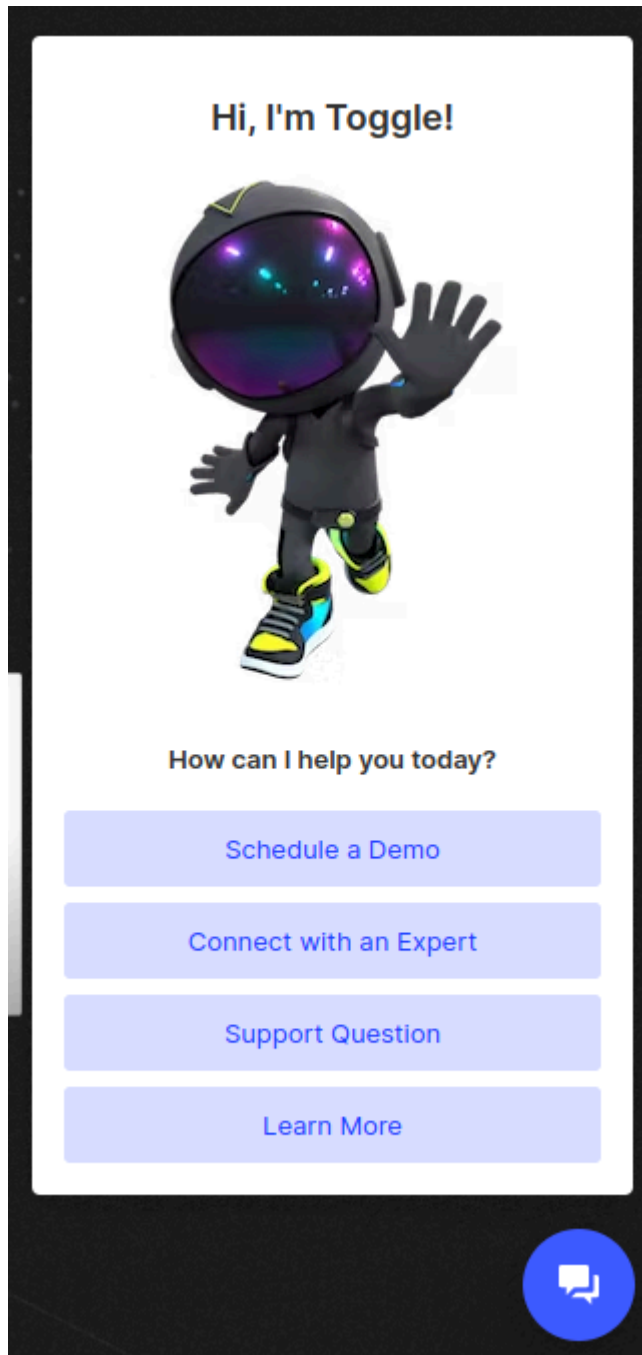 Hi, I'm Toggle!
How can I help you today?
Schedule a Demo
Connect with an Expert
Support Question
Learn More